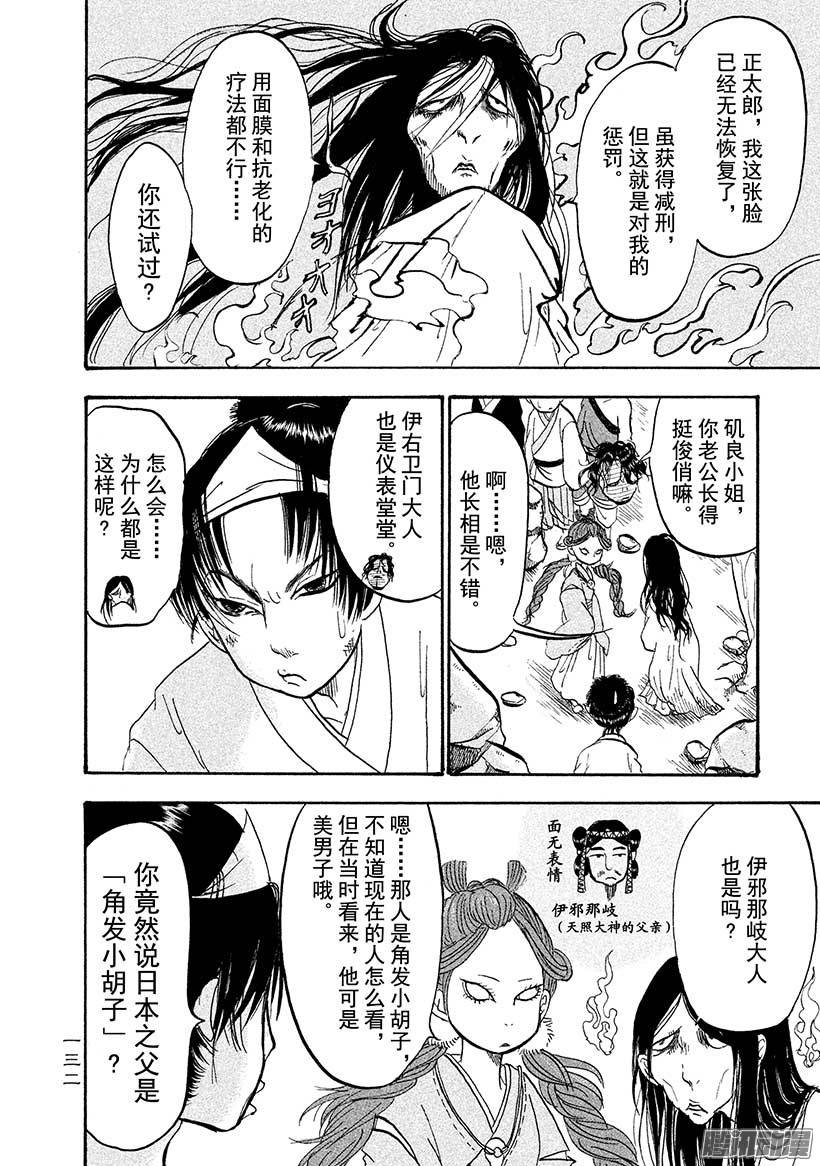 正太郎，我这张脸
已经无法恢复了，
虽获得减刑，
但这就是对我的
惩罚。
用面膜和抗老化的
疗法都不行……
你还试过？
ヨオオオ
矶良小姐，
你老公长得
挺俊俏嘛。
啊……嗯，
他长相是不错。
伊右卫门大人
也是仪表堂堂。
怎么会……
为什么都是
这样呢？
伊邪那岐大人
也是吗？
面无表情
伊邪那岐
（天照大神的父亲）
嗯……那人是角发小胡子，
不知道现在的人怎么看，
但在当时看来，他可是
美男子哦。
你竟然说日本之父是
「角发小胡子」？
一三二
腾讯动漫